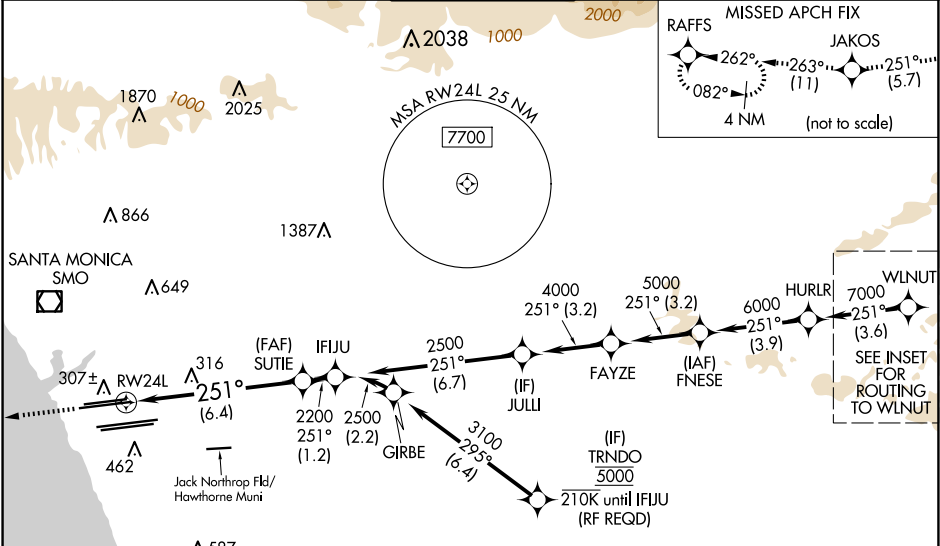 2000
1000
2038
MISSED APCH FIX
RAFFS
JAKOS
262°
263°
(11)
251°
(5.7)
082°
4 NM
(not to scale)
1870
1000
2025
MSA RW24L 25 NM
7700
866
1387
SANTA MONICA
SMO
649
HURLR
WLNUT
7000
251°
(3.6)
SEE INSET
FOR
ROUTING
TO WLNUT
6000
251°
(3.9)
5000
251° (3.2)
4000
251° (3.2)
(IAF)
FNESE
FAYZE
(IF)
JULLI
2500
251°
(6.7)
(FAF)
SUTIE
IFIJU
316
307±
RW24L
251°
(6.4)
2200
251°
(1.2)
2500
(2.2)
GIRBE
3100
295°
(6.4)
(IF)
TRNDO
5000
210K until IFIJU
(RF REQD)
462
Jack Northrop Fld/
Hawthorne Muni